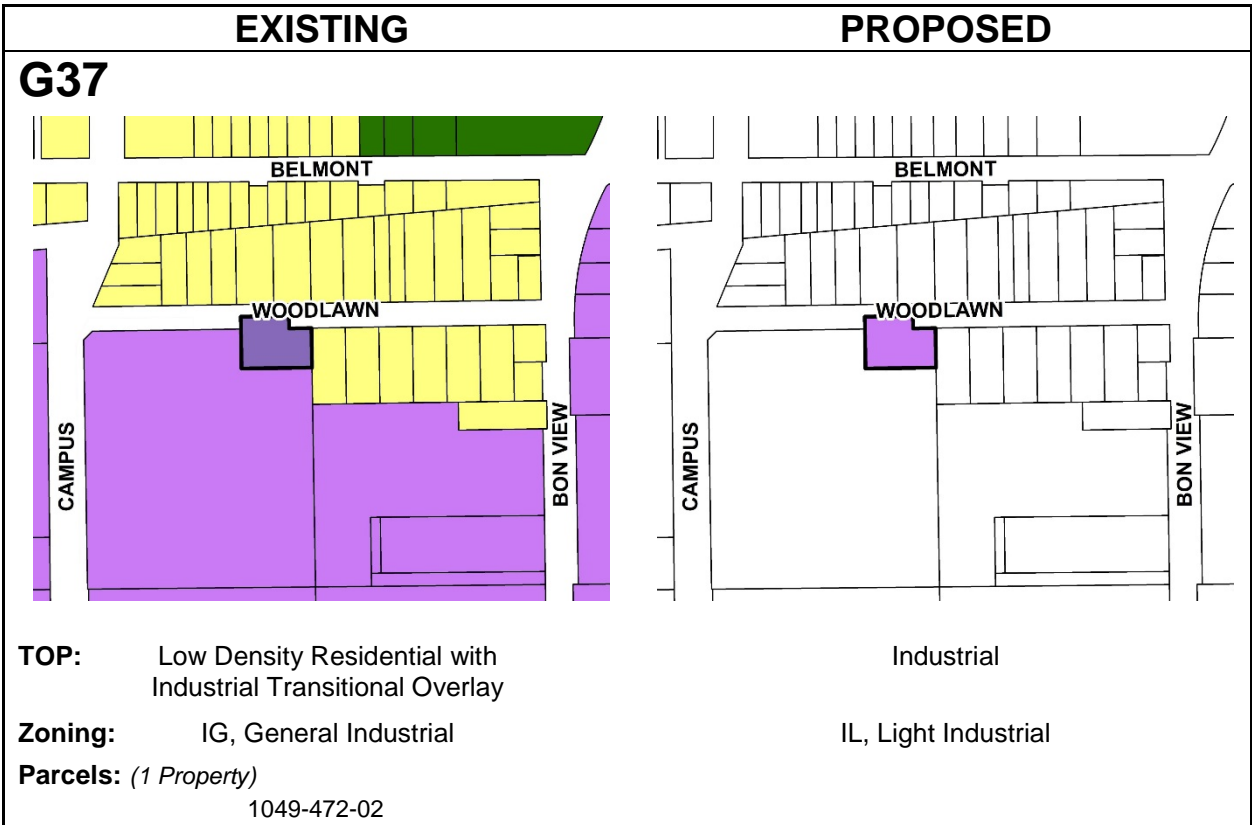 EXISTING PROPOSED
G37
BELMONT
WOODLAWN
CAMPUS
BON VIEW
BELMONT
WOODLAWN
CAMPUS
BON VIEW
TOP: Low Density Residential with Industrial
Industrial Transitional Overlay
Zoning: IG, General Industrial IL, Light Industrial
Parcels: (1 Property)
1049-472-02